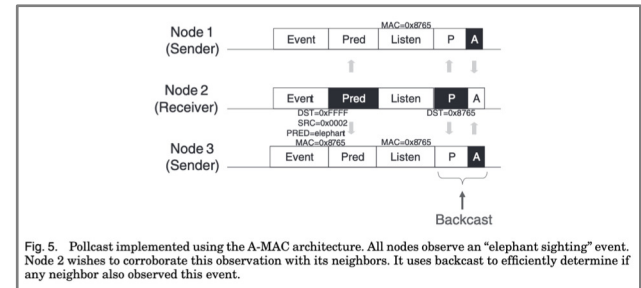 MAC=0x8765
Node 1
(Sender)
Event Pred Listen P A
Node 2
(Receiver)
Event Pred Listen P A
DST=0xFFFF
SRC=0x0002
PRED=elephant
MAC=0x8765
DST=0x8765
MAC=0x8765
Node 3
(Sender)
Event Pred Listen P A
Backcast
Fig. 5. Pollcast implemented using the A-MAC architecture. All nodes observe an “elephant sighting” event.
Node 2 wishes to corroborate this observation with its neighbors. It uses backcast to efficiently determine if
any neighbor also observed this event.